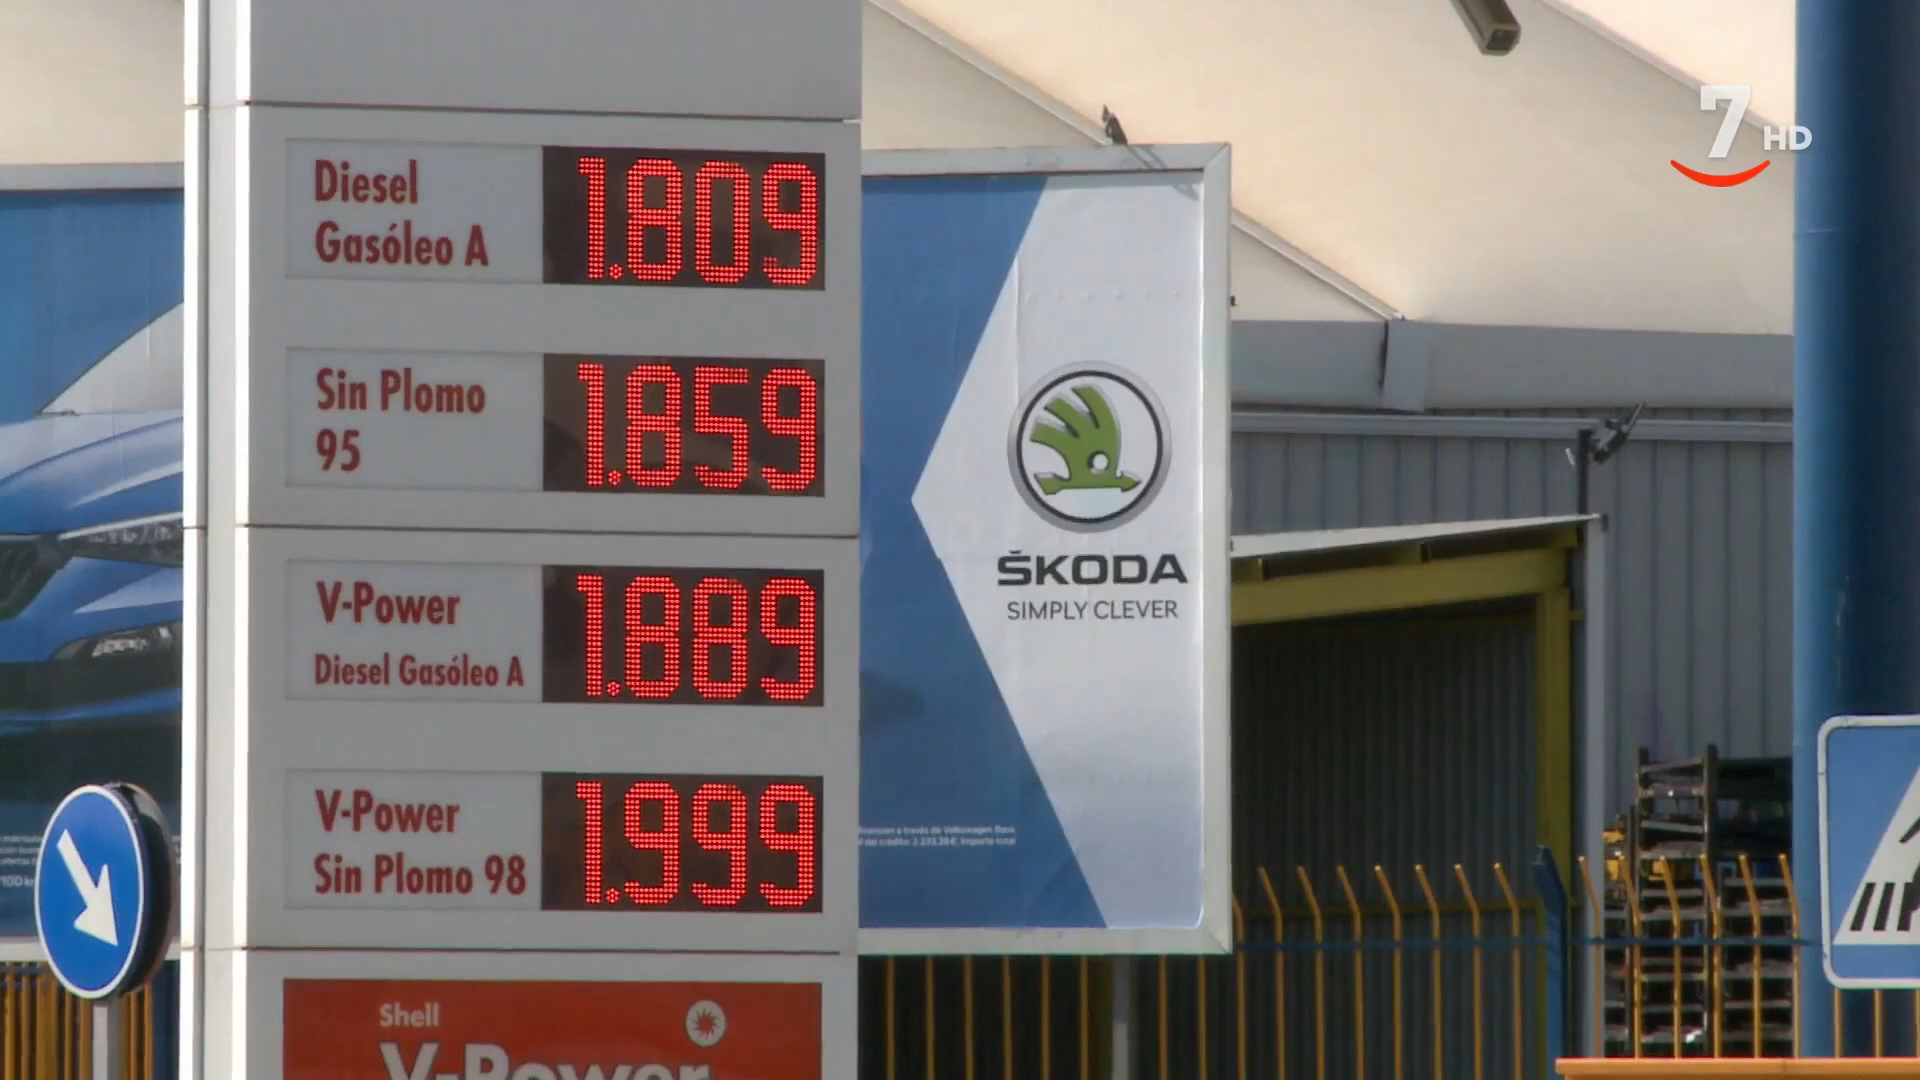 Diesel
Gasóleo A
1.809
Sin Plomo
95
1.859
V-Power
Diesel Gasóleo A
1.889
V-Power
Sin Plomo 98
1.999
Shell
V-Power
ŠKODA
SIMPLY CLEVER
7 HD